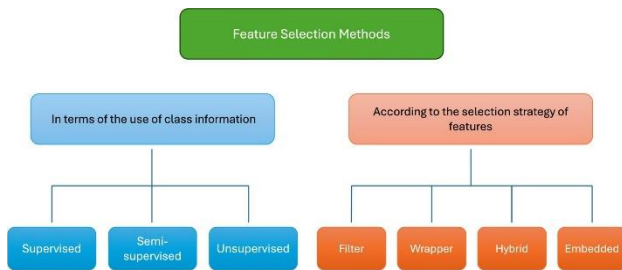 Feature Selection Methods
In terms of the use of class information
According to the selection strategy of
features
Supervised
Semi-
supervised
Unsupervised
Filter
Wrapper
Hybrid
Embedded